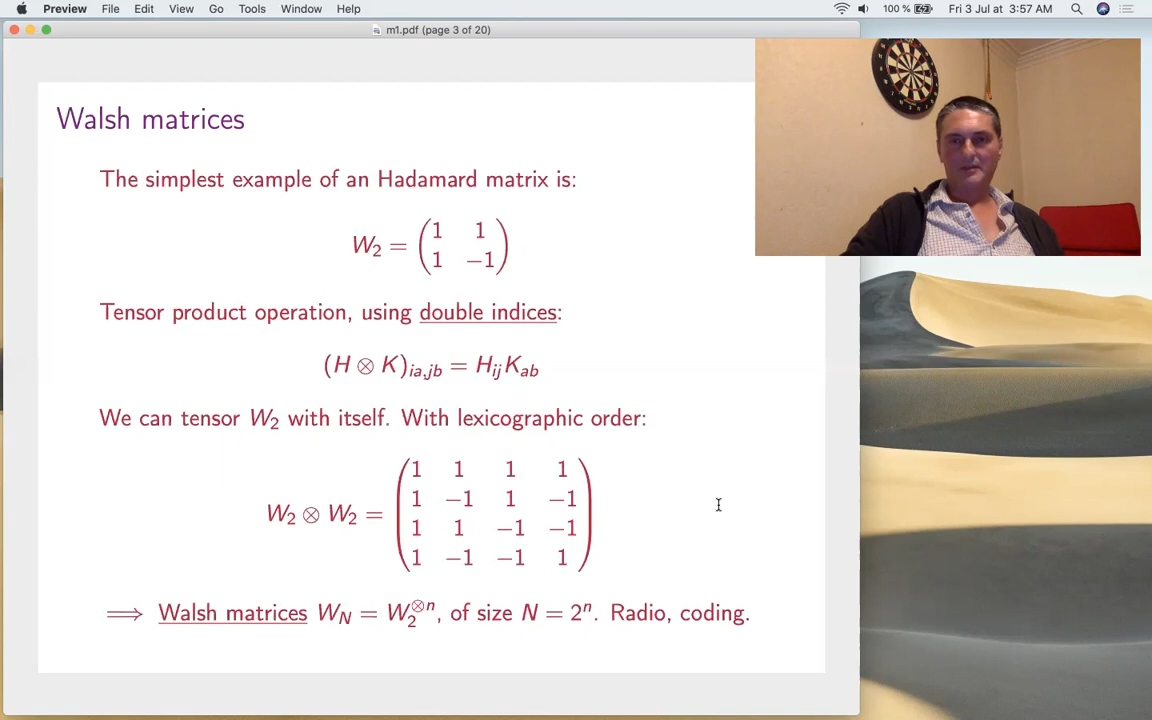 Preview File Edit View Go Tools Window Help 100 % Fri 3 Jul at 3:57 AM
m1.pdf (page 3 of 20)
Walsh matrices
The simplest example of an Hadamard matrix is:
W₂ = (1 1
1 −1)
Tensor product operation, using double indices:
(H ⊗ K)_{ia,jb} = H_{ij}K_{ab}
We can tensor W₂ with itself. With lexicographic order:
W₂ ⊗ W₂ = (1 1 1 1
1 −1 1 −1
1 1 −1 −1
1 −1 −1 1)
⟹ Walsh matrices W_N = W₂^{⊗n}, of size N = 2ⁿ. Radio, coding.